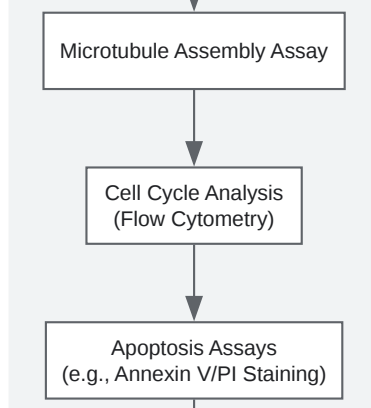 Microtubule Assembly Assay
Cell Cycle Analysis
(Flow Cytometry)
Apoptosis Assays
(e.g., Annexin V/PI Staining)